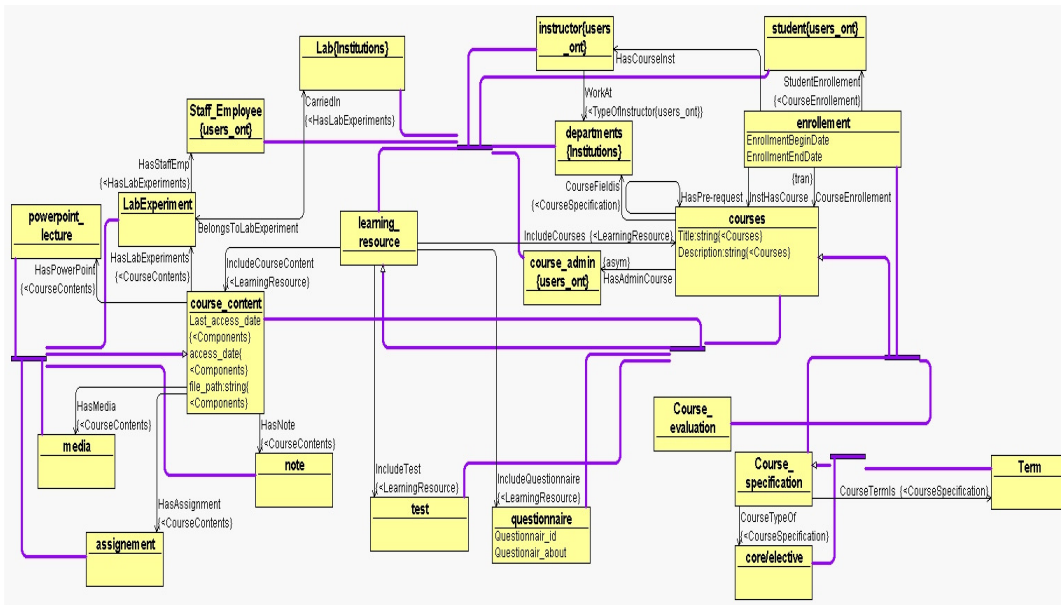 Lab{Institutions}
instructor{users
_ont}
student{users_ont}
HasCourseInst
StudentEnrollement
{<CourseEnrollment)
CarriedIn
{<HasLabExperiments}
WorkAt
{<TypeOfInstructor{users_ont)}
Staff_Employee
{users_ont}
departments
{Institutions}
enrollement
EnrollmentBeginDate
EnrollmentEndDate
HasStaffEmp
{<HasLabExperiments}
CourseFieldis
{<CourseSpecification}
HasPre-request
{tran}
InstHasCourse
CourseEnrollement
powerpoint_
lecture
LabExperiment
BelongsToLabExperiment
learning_
resource
courses
Title:string{<Courses}
Description:string{<Courses}
IncludeCourses {<LearningResource}
HasLabExperiments
{<CourseContents}
HasPowerPoint
{<CourseContents}
IncludeCourseContent
{<LearningResource}
course_admin
{users_ont}
{asym}
HasAdminCourse
course_content
Last_access_date
{<Components}
access_date{
<Components}
file_path:string{
<Components}
HasMedia
{<CourseContents}
HasNote
{<CourseContents}
Course_
evaluation
media
note
IncludeTest
{<LearningResource}
IncludeQuestionnaire
{<LearningResource}
Course_
specification
Term
CourseTermIs {<CourseSpecification}
HasAssignment
{<CourseContents}
test
questionnaire
Questionnair_id
Questionair_about
CourseTypeOf
{<CourseSpecification}
assignement
core/elective